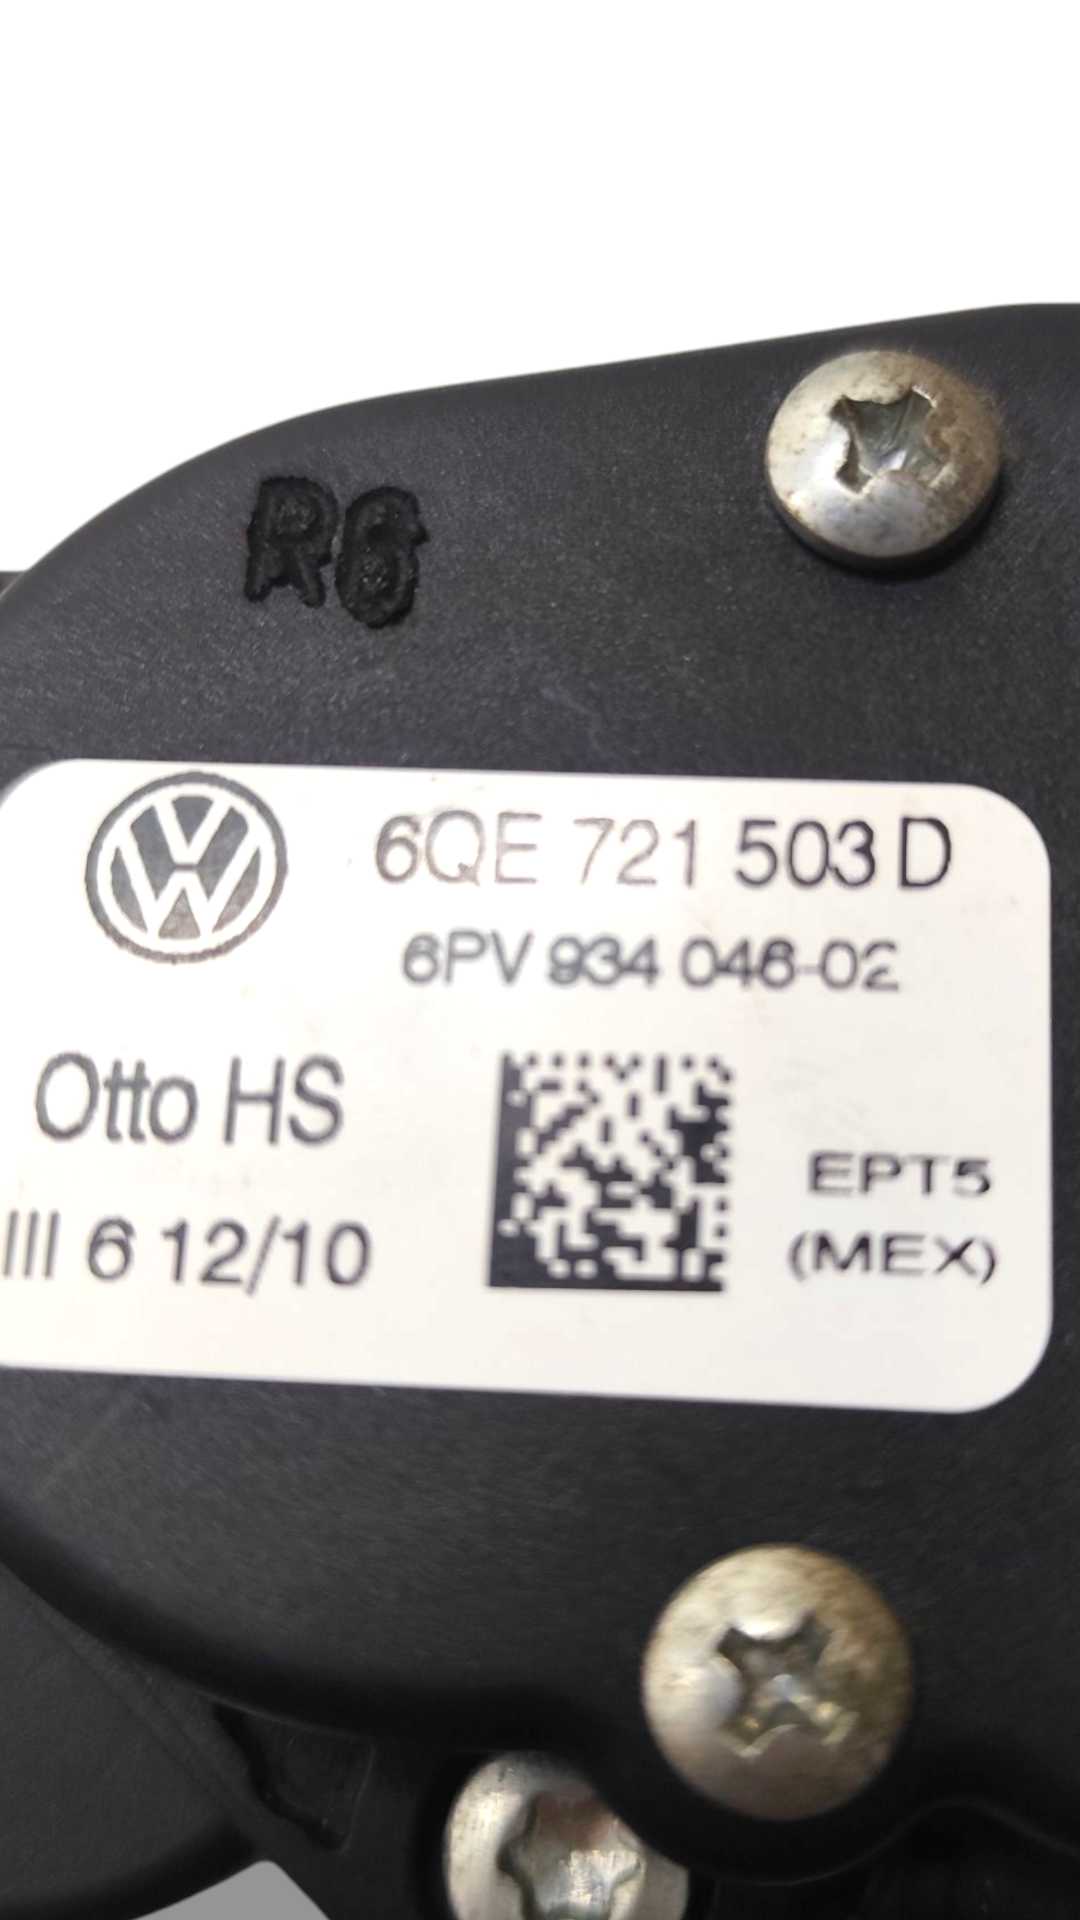 R6
6QE 721 503 D
6PV 934 046-02
Otto HS
EPT5
III 6 12/10
(MEX)